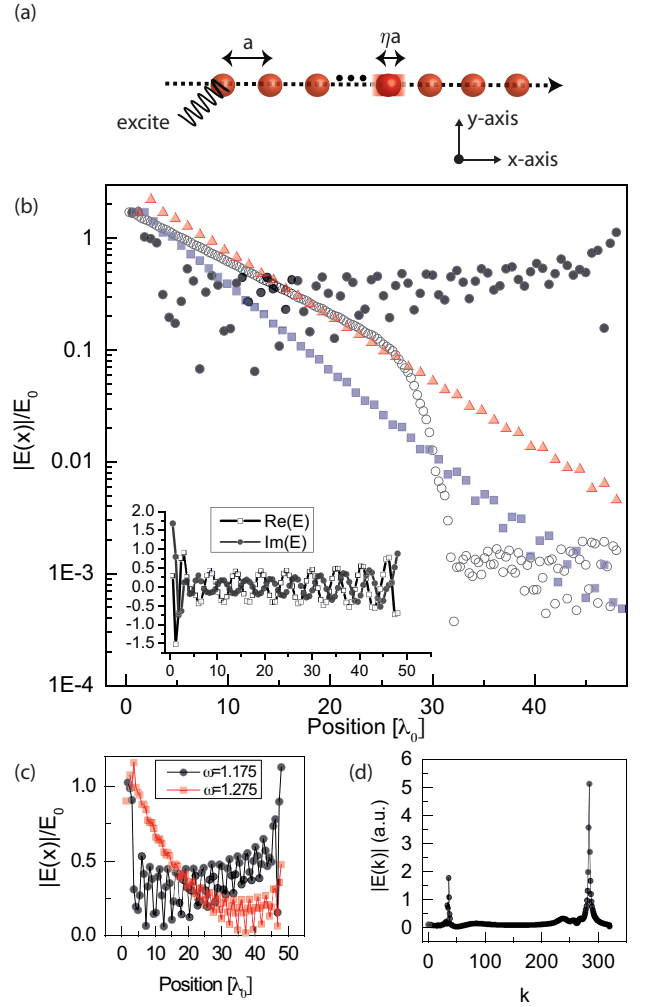 (a)
a
ηa
excite
y-axis
x-axis
(b)
|E(x)|/E0
1
0.1
0.01
1E-3
1E-4
Re(E)
Im(E)
2.0
1.5
1.0
0.5
0.0
-0.5
-1.0
-1.5
0 10 20 30 40 50
0 10 20 30 40
Position [λ0]
(c)
|E(x)|/E0
ω=1.175
ω=1.275
1.0
0.5
0.0
0 10 20 30 40 50
Position [λ0]
(d)
|E(k)| (a.u.)
6
5
4
3
2
1
0
0 100 200 300
k